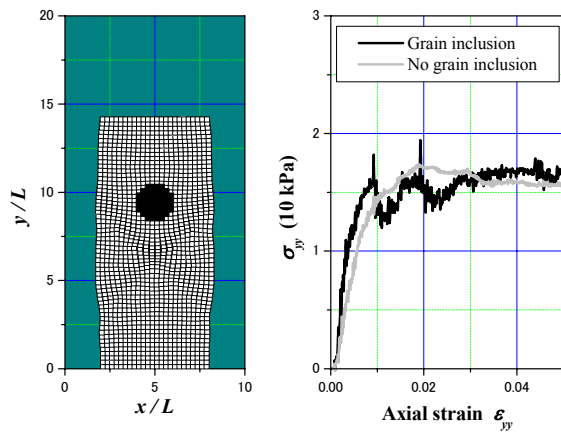 20
15
10
5
0
y / L
0
5
10
x / L
3
2
1
0
σyy (10 kPa)
Grain inclusion
No grain inclusion
0.00
0.02
0.04
Axial strain εyy